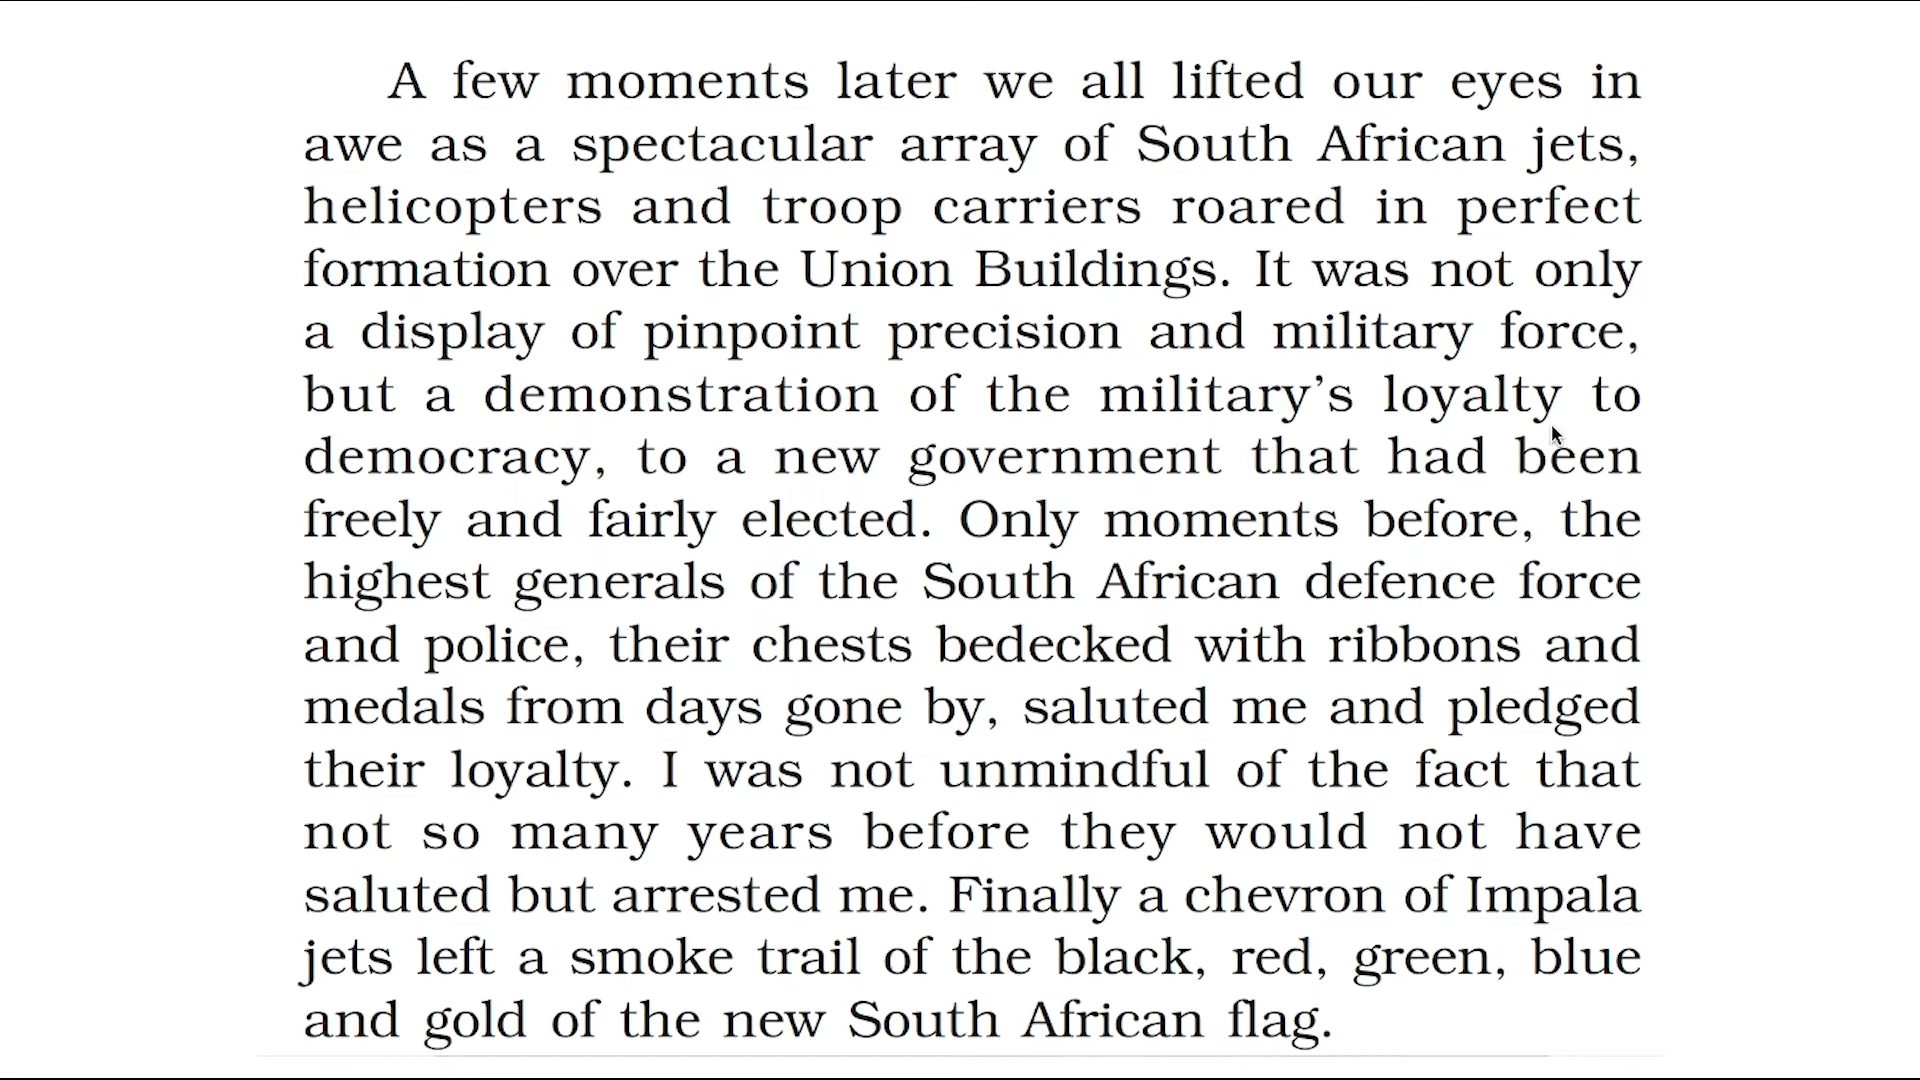 A few moments later we all lifted our eyes in
awe as a spectacular array of South African jets,
helicopters and troop carriers roared in perfect
formation over the Union Buildings. It was not only
a display of pinpoint precision and military force,
but a demonstration of the military’s loyalty to
democracy, to a new government that had been
freely and fairly elected. Only moments before, the
highest generals of the South African defence force
and police, their chests bedecked with ribbons and
medals from days gone by, saluted me and pledged
their loyalty. I was not unmindful of the fact that
not so many years before they would not have
saluted but arrested me. Finally a chevron of Impala
jets left a smoke trail of the black, red, green, blue
and gold of the new South African flag.